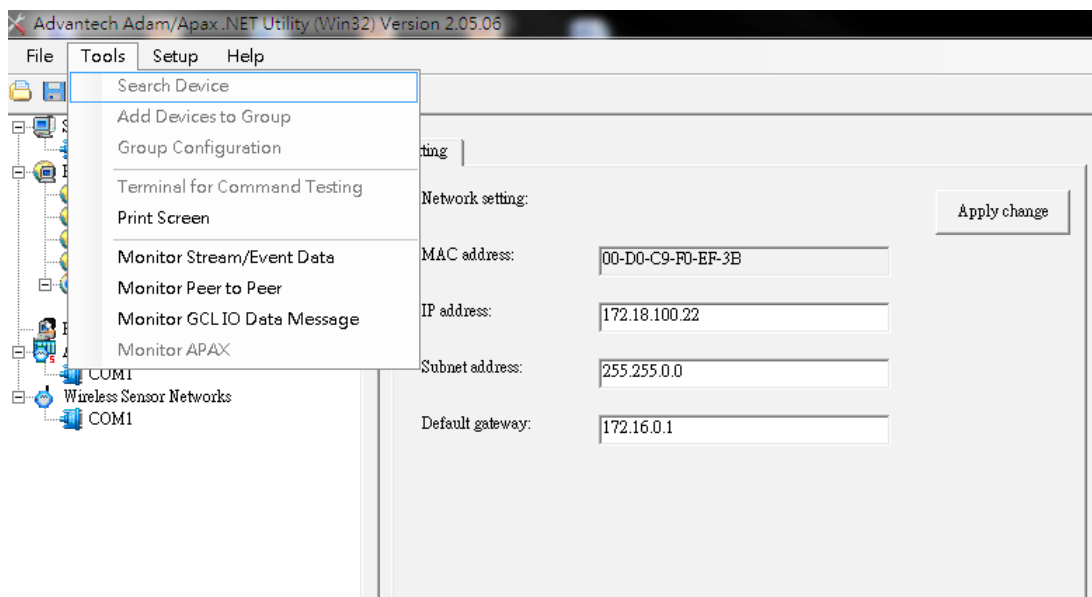 Advantech Adam/Apax .NET Utility (Win32) Version 2.05.06
File Tools Setup Help
Search Device
Add Devices to Group
Group Configuration
Terminal for Command Testing
Print Screen
Monitor Stream/Event Data
Monitor Peer to Peer
Monitor GCL IO Data Message
Monitor APAX
COM1
Wireless Sensor Networks
COM1
Network setting:
Apply change
MAC address: 00-D0-C9-F0-EF-3B
IP address: 172.18.100.22
Subnet address: 255.255.0.0
Default gateway: 172.16.0.1